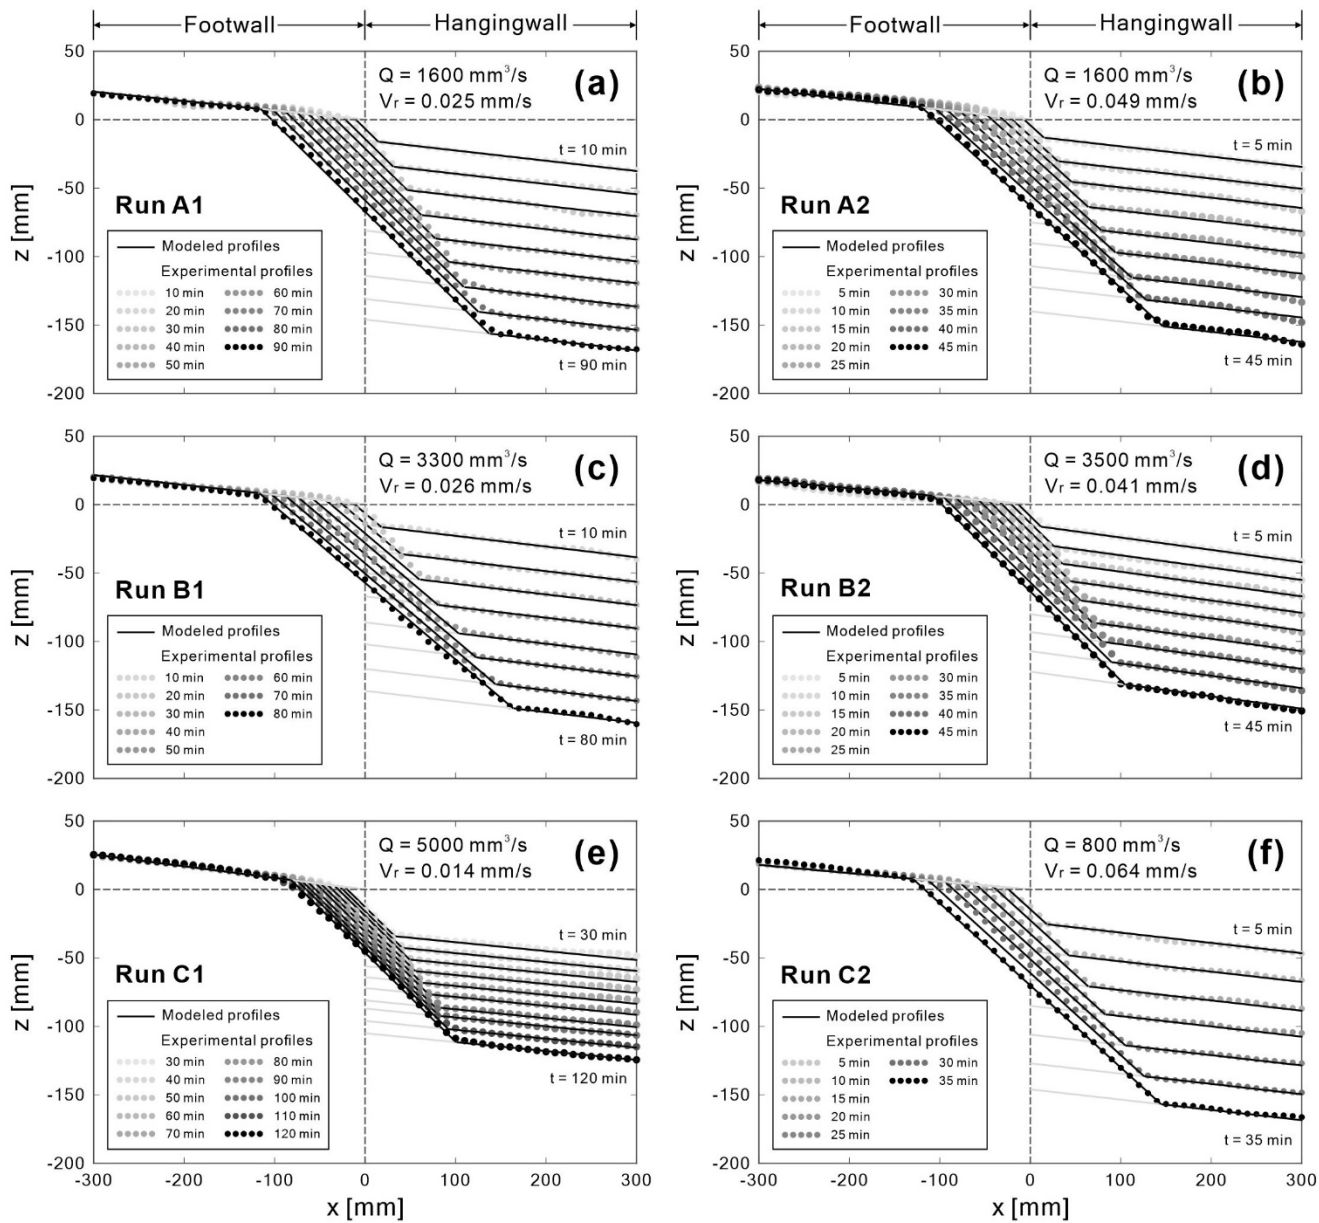 Footwall Hangingwall Footwall Hangingwall
50
0
-50
-100
-150
-200
z [mm]
Q = 1600 mm³/s
Vr = 0.025 mm/s
(a)
t = 10 min
Run A1
Modeled profiles
Experimental profiles
10 min 60 min
20 min 70 min
30 min 80 min
40 min 90 min
50 min
t = 90 min
50
0
-50
-100
-150
-200
z [mm]
Q = 1600 mm³/s
Vr = 0.049 mm/s
(b)
t = 5 min
Run A2
Modeled profiles
Experimental profiles
5 min 30 min
10 min 35 min
15 min 40 min
20 min 45 min
25 min
t = 45 min
50
0
-50
-100
-150
-200
z [mm]
Q = 3300 mm³/s
Vr = 0.026 mm/s
(c)
t = 10 min
Run B1
Modeled profiles
Experimental profiles
10 min 60 min
20 min 70 min
30 min 80 min
40 min
50 min
t = 80 min
50
0
-50
-100
-150
-200
z [mm]
Q = 3500 mm³/s
Vr = 0.041 mm/s
(d)
t = 5 min
Run B2
Modeled profiles
Experimental profiles
5 min 30 min
10 min 35 min
15 min 40 min
20 min 45 min
25 min
t = 45 min
50
0
-50
-100
-150
-200
z [mm]
Q = 5000 mm³/s
Vr = 0.014 mm/s
(e)
t = 30 min
Run C1
Modeled profiles
Experimental profiles
30 min 80 min
40 min 90 min
50 min 100 min
60 min 110 min
70 min 120 min
t = 120 min
-300 -200 -100 0 100 200 300
x [mm]
50
0
-50
-100
-150
-200
z [mm]
Q = 800 mm³/s
Vr = 0.064 mm/s
(f)
t = 5 min
Run C2
Modeled profiles
Experimental profiles
5 min 30 min
10 min 35 min
15 min
20 min
25 min
t = 35 min
-300 -200 -100 0 100 200 300
x [mm]